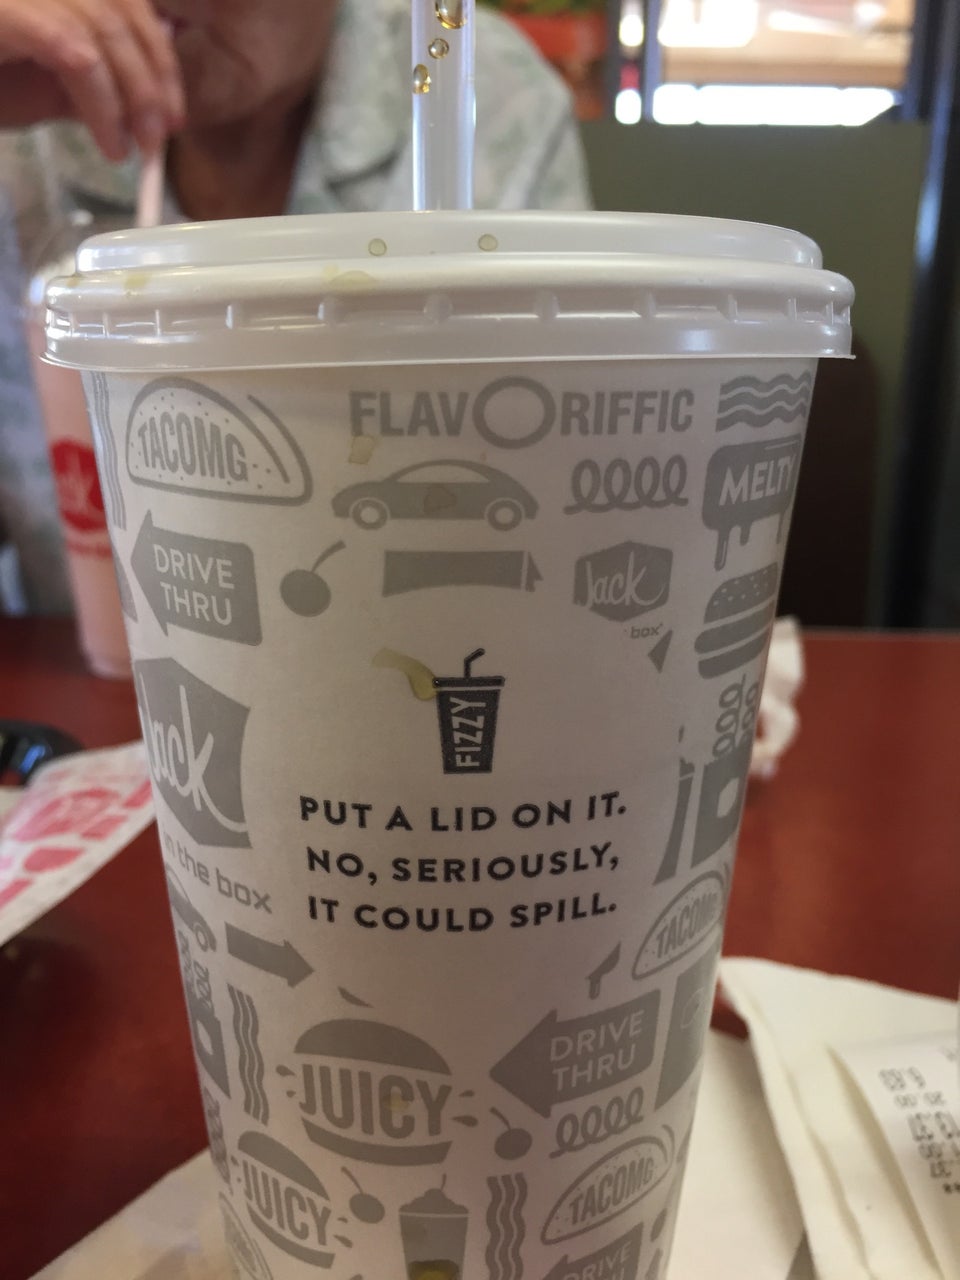 TACOMG
FLAVORIFFIC
MELTY
DRIVE
THRU
Jack
box
FIZZY
Jack
in the box
PUT A LID ON IT.
NO, SERIOUSLY,
IT COULD SPILL.
TACOMG
DRIVE
THRU
JUICY
JUICY
TACOMG
DRIVE